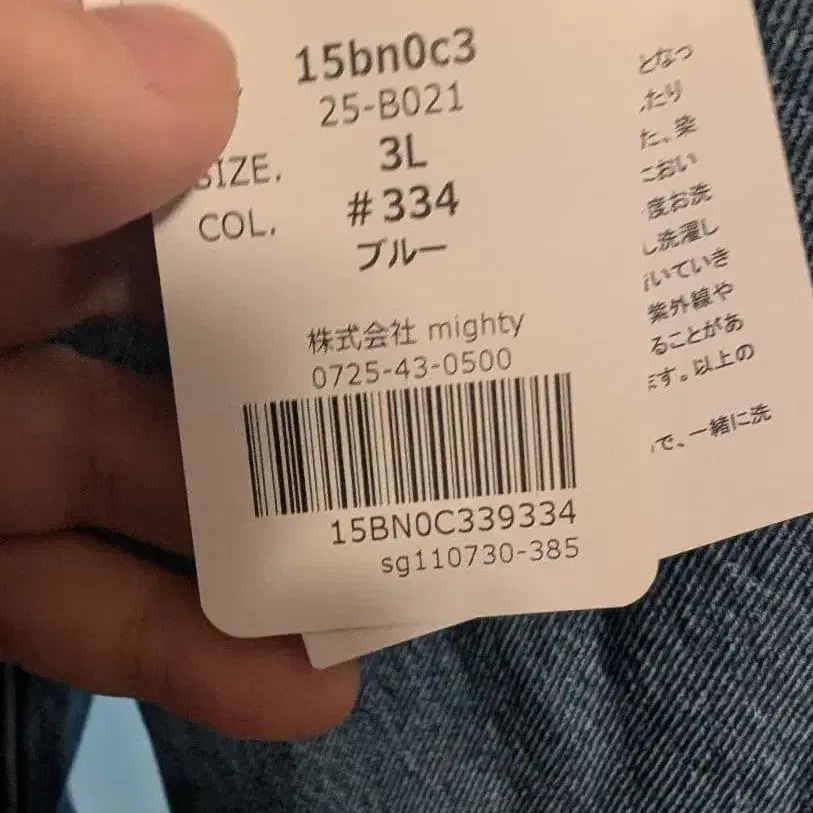 15bn0c3
25-B021
SIZE. 3L
COL. #334
ブルー
株式会社 mighty
0725-43-0500
15BN0C339334
sg110730-385
となっ
たり
た、染
におい
度お洗
し洗濯し
いていき
紫外線や
ることがあ
ます。以上の
で、一緒に洗